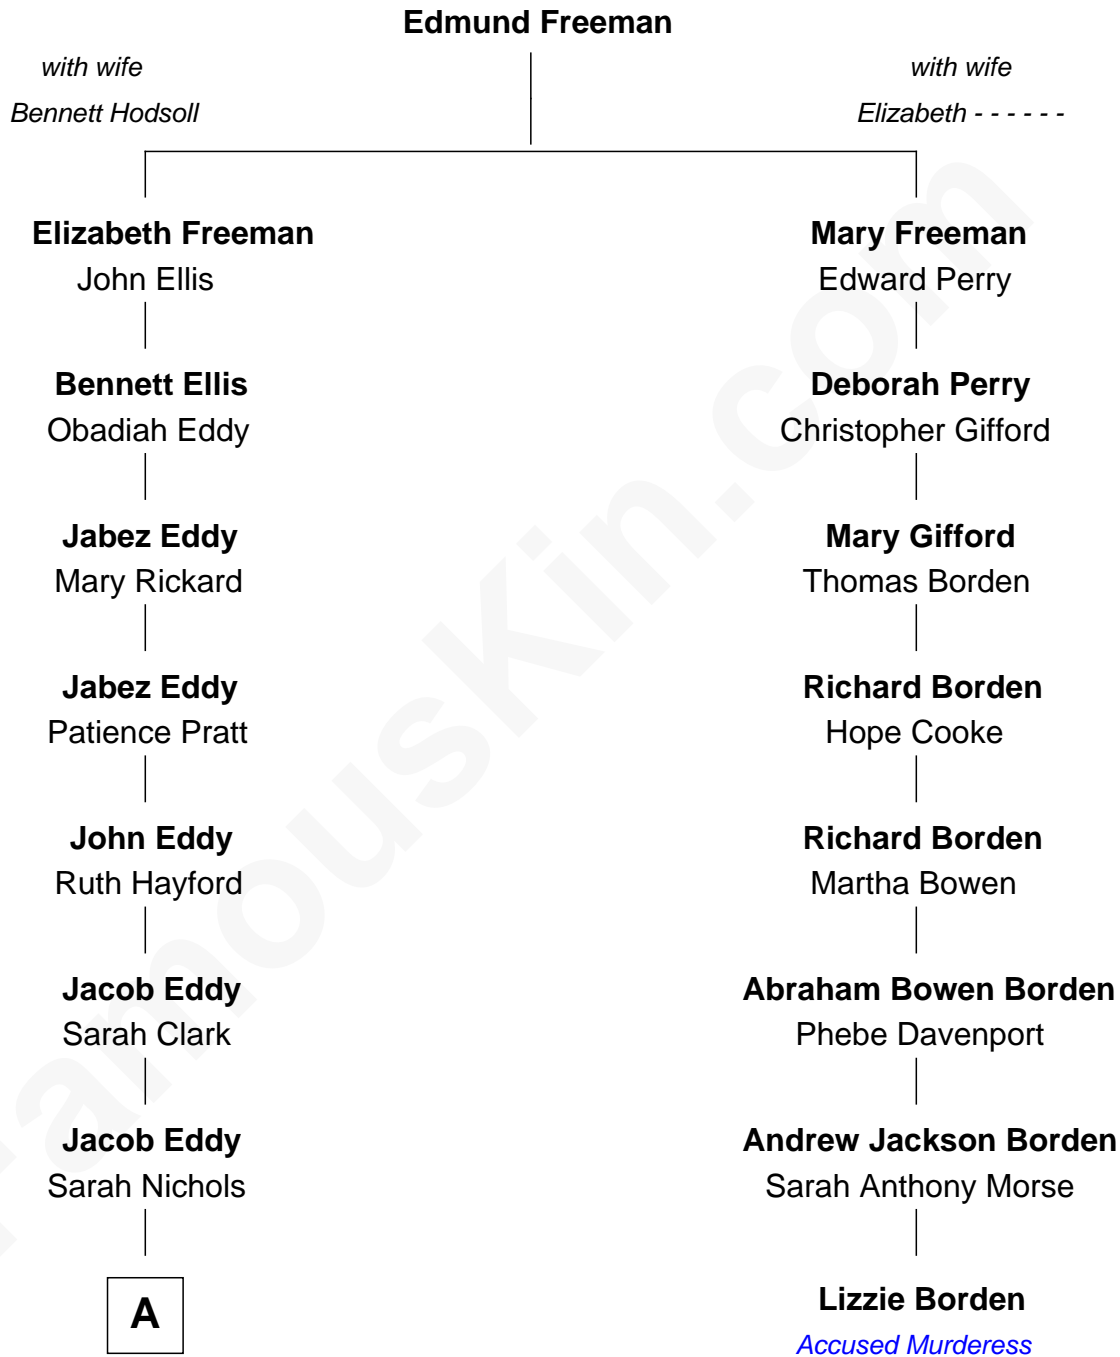 Edmund Freeman
with wife
Bennett Hodsoll
with wife
Elizabeth - - - - - -
Elizabeth Freeman
John Ellis
Mary Freeman
Edward Perry
Bennett Ellis
Obadiah Eddy
Deborah Perry
Christopher Gifford
Jabez Eddy
Mary Rickard
Mary Gifford
Thomas Borden
Jabez Eddy
Patience Pratt
Richard Borden
Hope Cooke
John Eddy
Ruth Hayford
Richard Borden
Martha Bowen
Jacob Eddy
Sarah Clark
Abraham Bowen Borden
Phebe Davenport
Jacob Eddy
Sarah Nichols
Andrew Jackson Borden
Sarah Anthony Morse
A
Lizzie Borden
Accused Murderess
FamousKin.com